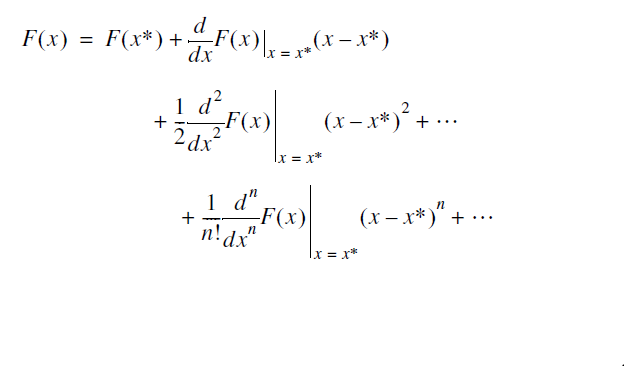 F(x) = F(x*) + d/dx F(x)|x = x* (x – x*)
+ 1/2 d²/dx² F(x)|x = x* (x – x*)² + ⋯
+ 1/n! dⁿ/dxⁿ F(x)|x = x* (x – x*)ⁿ + ⋯